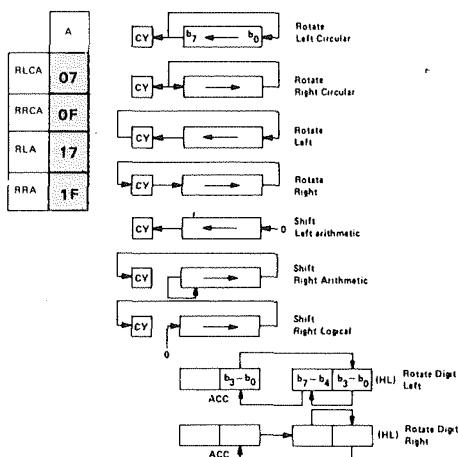 A
RLCA 07
RRCA 0F
RLA 17
RRA 1F
CY b7 b0 Rotate
Left Circular
CY Rotate
Right Circular
CY Rotate
Left
CY Rotate
Right
CY 0 Shift
Left arithmetic
CY Shift
Right Arithmetic
CY Shift
Right Logical
0
b3-b0 b7-b4 b3-b0 (HL) Rotate Digit
Left
ACC
(HL) Rotate Digit
Right
ACC